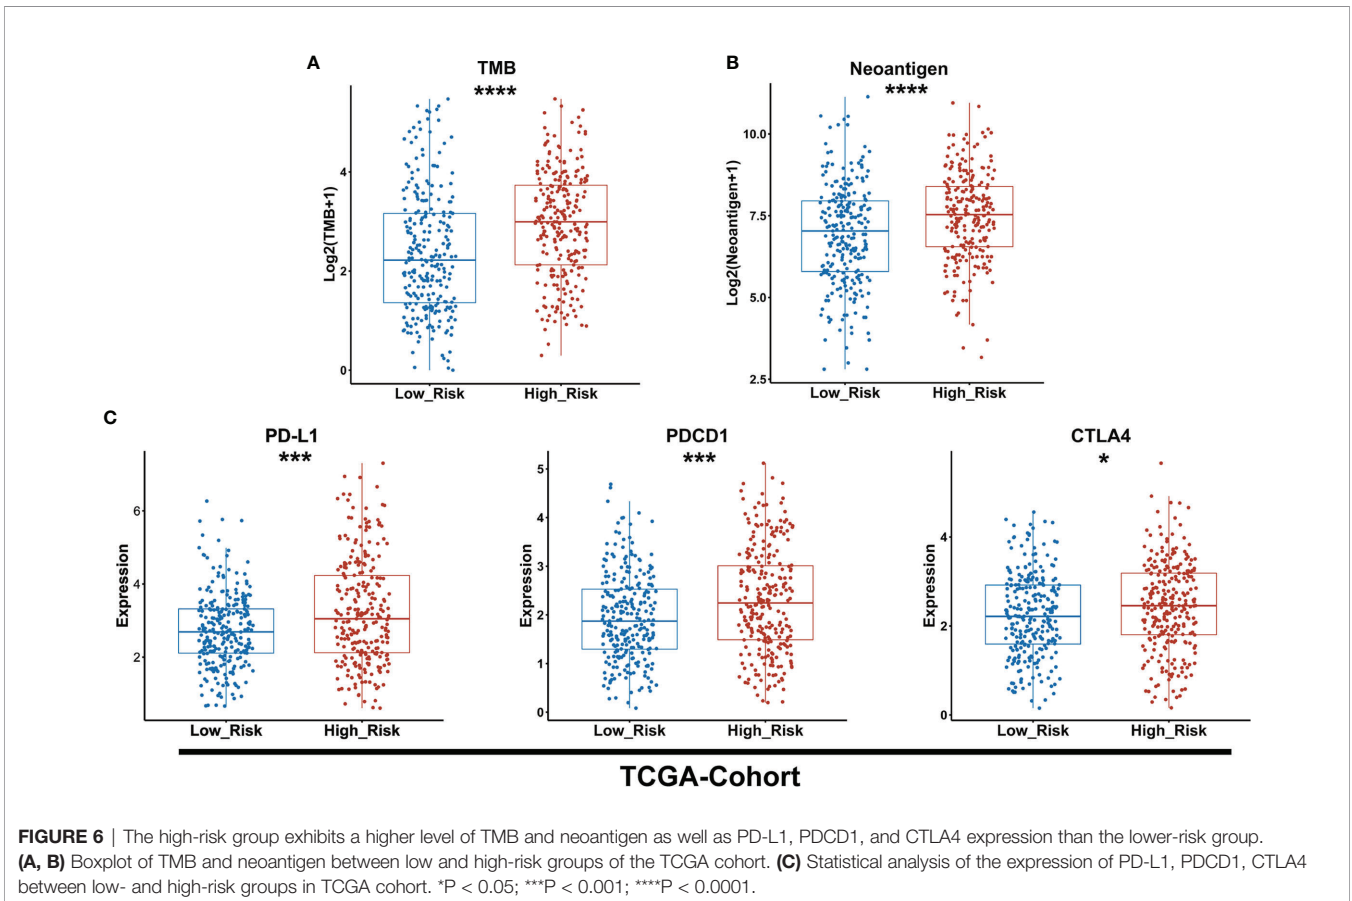 A
TMB
****
Log2(TMB+1)
4
2
0
Low_Risk High_Risk
B
Neoantigen
****
Log2(Neoantigen+1)
10.0
7.5
5.0
2.5
Low_Risk High_Risk
C
PD-L1
***
Expression
6
4
2
Low_Risk High_Risk
PDCD1
***
Expression
5
4
3
2
1
0
Low_Risk High_Risk
CTLA4
*
Expression
4
2
0
Low_Risk High_Risk
TCGA-Cohort
FIGURE 6 | The high-risk group exhibits a higher level of TMB and neoantigen as well as PD-L1, PDCD1, and CTLA4 expression than the lower-risk group.
(A, B) Boxplot of TMB and neoantigen between low and high-risk groups of the TCGA cohort. (C) Statistical analysis of the expression of PD-L1, PDCD1, CTLA4
between low- and high-risk groups in TCGA cohort. *P < 0.05; ***P < 0.001; ****P < 0.0001.